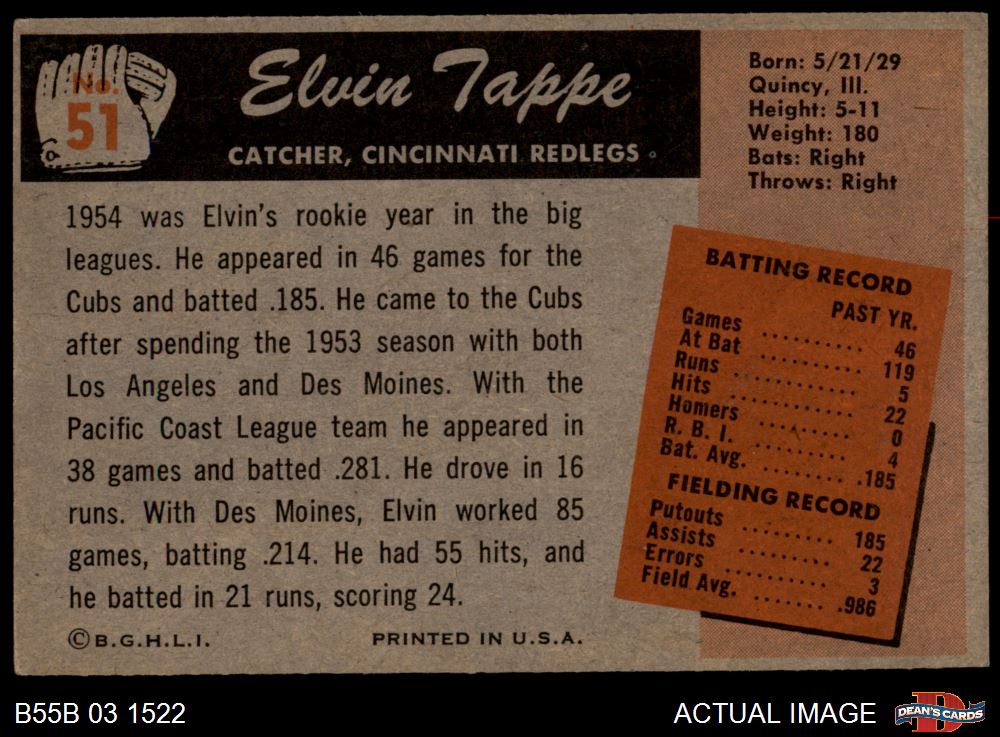 No.
51
Elvin Tappe
CATCHER, CINCINNATI REDLEGS
Born: 5/21/29
Quincy, Ill.
Height: 5-11
Weight: 180
Bats: Right
Throws: Right
1954 was Elvin's rookie year in the big
leagues. He appeared in 46 games for the
Cubs and batted .185. He came to the Cubs
after spending the 1953 season with both
Los Angeles and Des Moines. With the
Pacific Coast League team he appeared in
38 games and batted .281. He drove in 16
runs. With Des Moines, Elvin worked 85
games, batting .214. He had 55 hits, and
he batted in 21 runs, scoring 24.
©B.G.H.L.I. PRINTED IN U.S.A.
BATTING RECORD
PAST YR.
Games .......... 46
At Bat .......... 119
Runs ............ 5
Hits ............ 22
Homers ......... 0
R. B. I. ......... 4
Bat. Avg. ....... .185
FIELDING RECORD
Putouts ......... 185
Assists ......... 22
Errors .......... 3
Field Avg. ....... .986
B55B 03 1522
ACTUAL IMAGE
DEAN'S CARDS